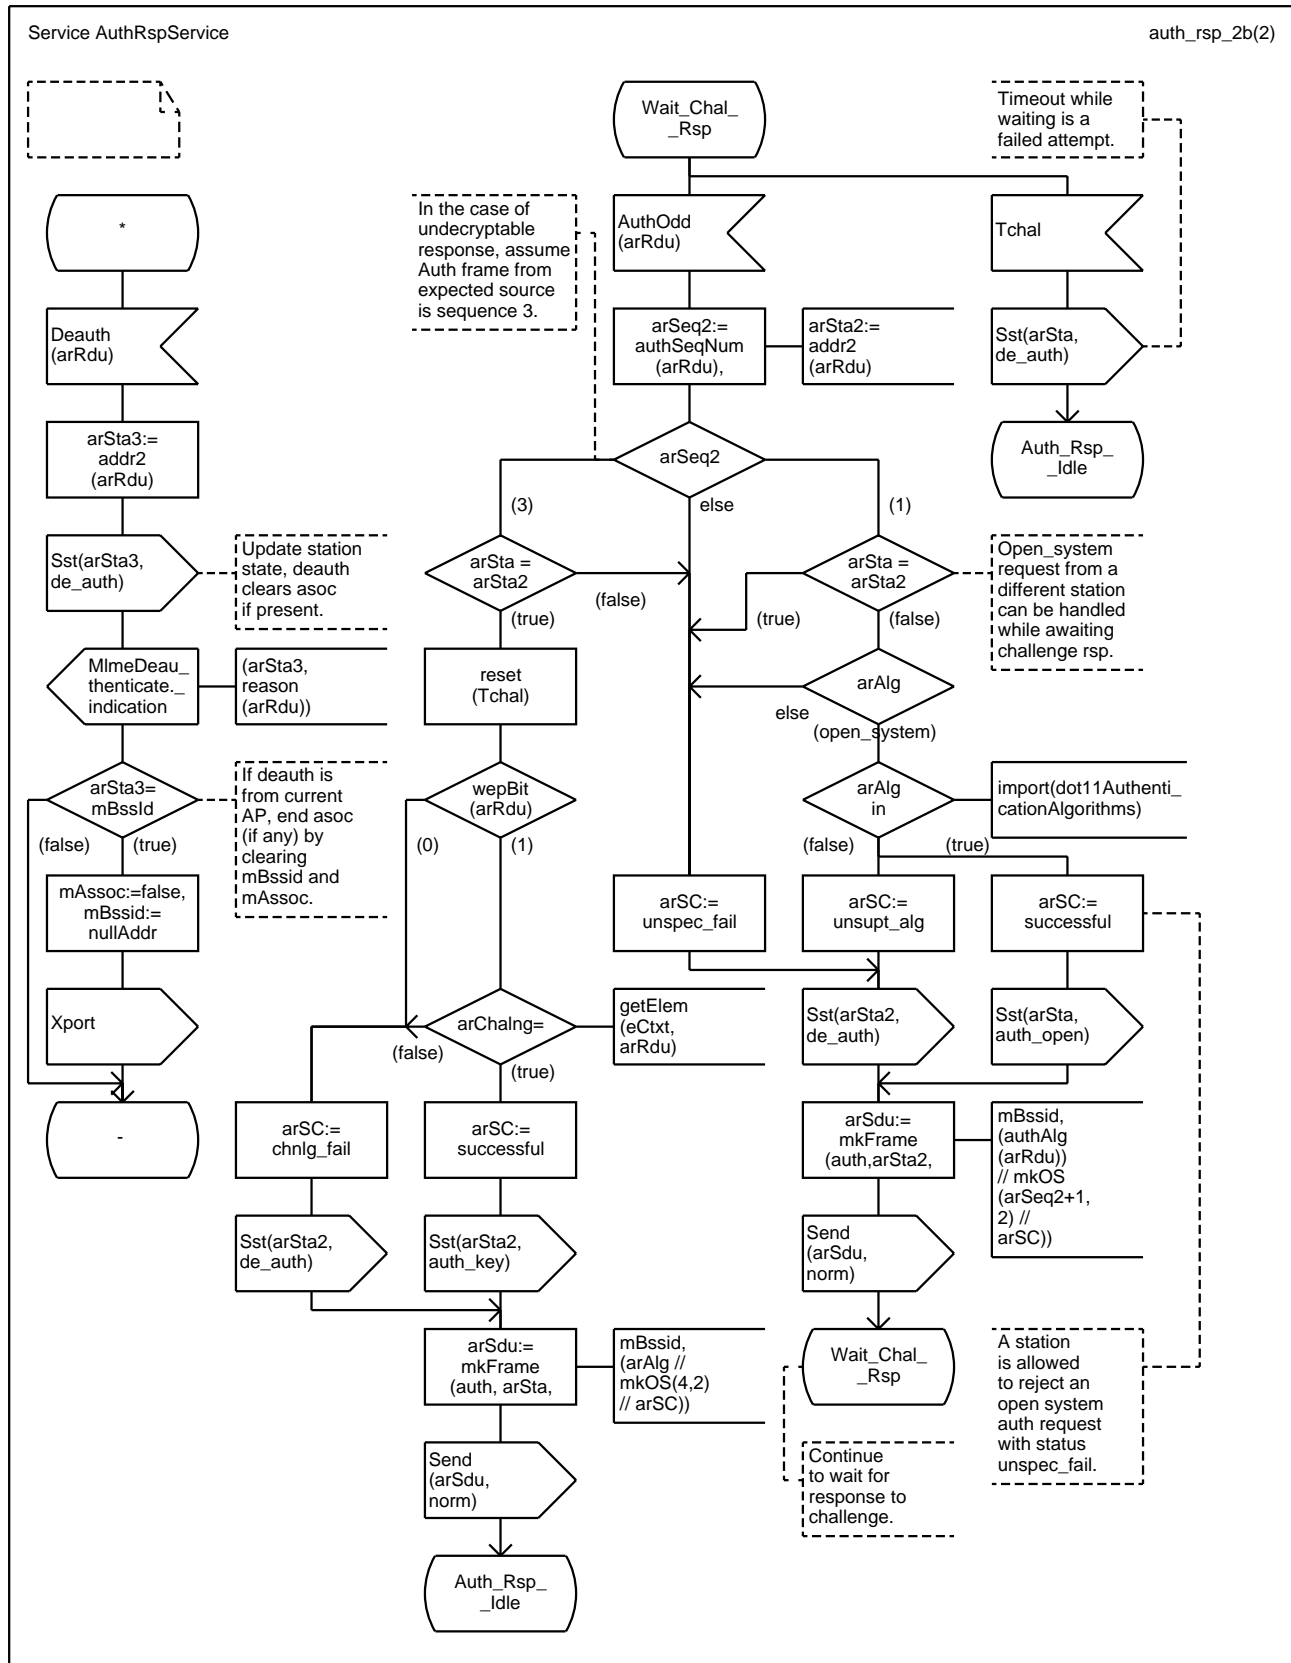 Service AuthRspService
auth_rsp_2b(2)
*
Deauth
(arRdu)
arSta3:=
addr2
(arRdu)
Sst(arSta3,
de_auth)
Update station
state, deauth
clears asoc
if present.
MlmeDeau_
thenticate._
indication
(arSta3,
reason
(arRdu))
arSta3=
mBssId
(false)
(true)
If deauth is
from current
AP, end asoc
(if any) by
clearing
mBssid and
mAssoc.
mAssoc:=false,
mBssid:=
nullAddr
Xport
-
Wait_Chal_
_Rsp
Timeout while
waiting is a
failed attempt.
In the case of
undecryptable
response, assume
Auth frame from
expected source
is sequence 3.
AuthOdd
(arRdu)
Tchal
arSeq2:=
authSeqNum
(arRdu),
arSta2:=
addr2
(arRdu)
Sst(arSta,
de_auth)
Auth_Rsp_
_Idle
arSeq2
(3)
else
(1)
arSta =
arSta2
(false)
(true)
arSta =
arSta2
(true)
(false)
Open_system
request from a
different station
can be handled
while awaiting
challenge rsp.
reset
(Tchal)
arAlg
else
(open_system)
wepBit
(arRdu)
(0)
(1)
arAlg
in
import(dot11Authenti_
cationAlgorithms)
(false)
(true)
arSC:=
unspec_fail
arSC:=
unsupt_alg
arSC:=
successful
arChalng=
getElem
(eCtxt,
arRdu)
(false)
(true)
Sst(arSta2,
de_auth)
Sst(arSta,
auth_open)
arSC:=
chnlg_fail
arSC:=
successful
arSdu:=
mkFrame
(auth,arSta2,
mBssid,
(authAlg
(arRdu))
// mkOS
(arSeq2+1,
2) //
arSC))
Sst(arSta2,
de_auth)
Sst(arSta2,
auth_key)
Send
(arSdu,
norm)
arSdu:=
mkFrame
(auth, arSta,
mBssid,
(arAlg //
mkOS(4,2)
// arSC))
Wait_Chal_
_Rsp
A station
is allowed
to reject an
open system
auth request
with status
unspec_fail.
Send
(arSdu,
norm)
Continue
to wait for
response to
challenge.
Auth_Rsp_
_Idle